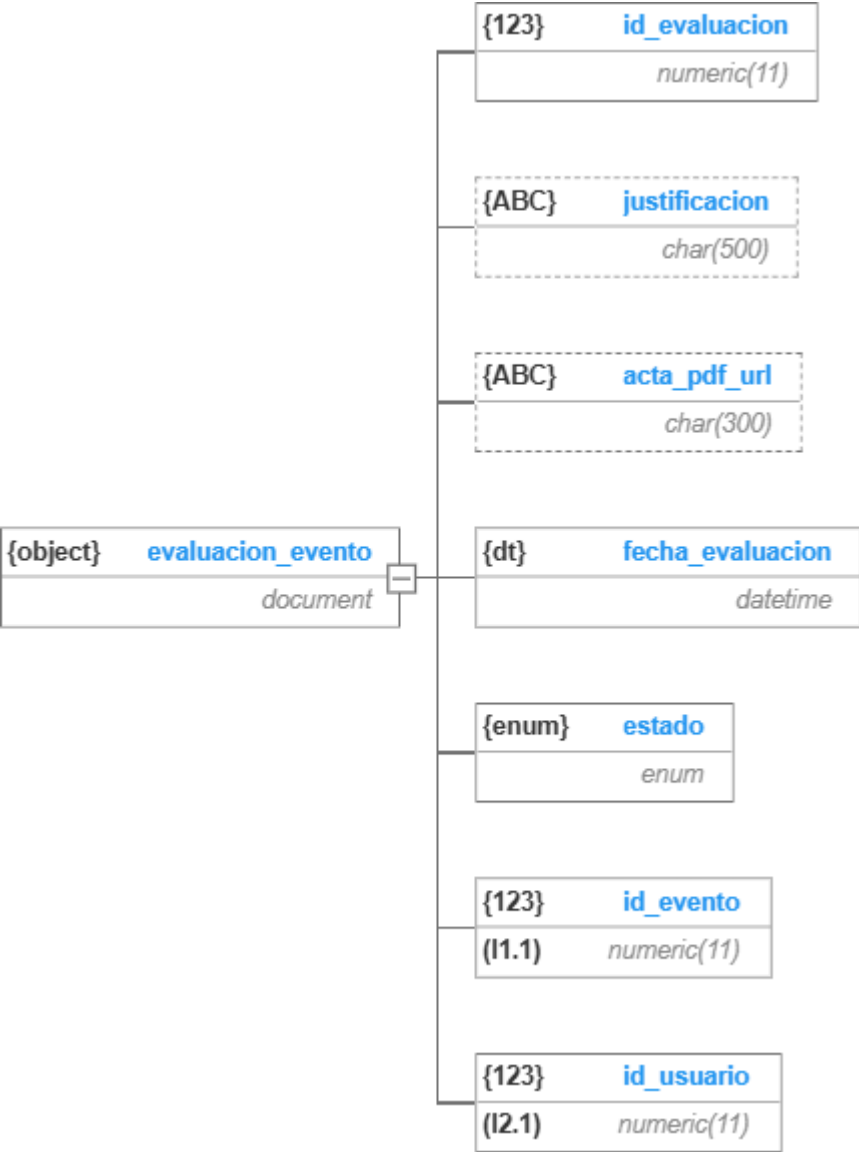 {123} id_evaluacion
numeric(11)
{ABC} justificacion
char(500)
{ABC} acta_pdf_url
char(300)
{object} evaluacion_evento
document
{dt} fecha_evaluacion
datetime
{enum} estado
enum
{123} id_evento
(I1.1) numeric(11)
{123} id_usuario
(I2.1) numeric(11)